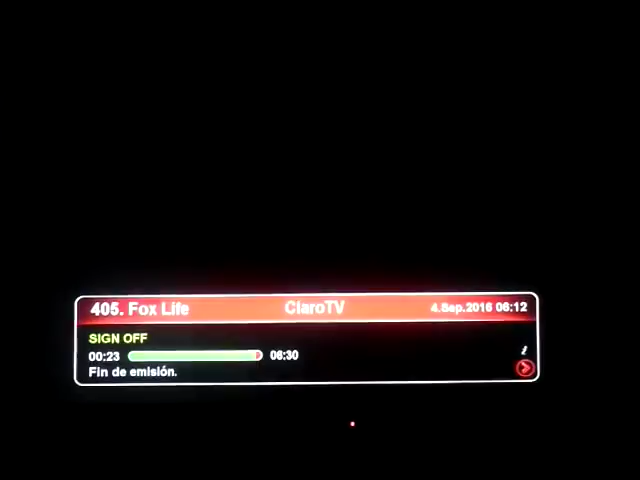 405. Fox Life ClaroTV 4.Sep.2016 06:12
SIGN OFF
00:23 06:30
Fin de emisión.